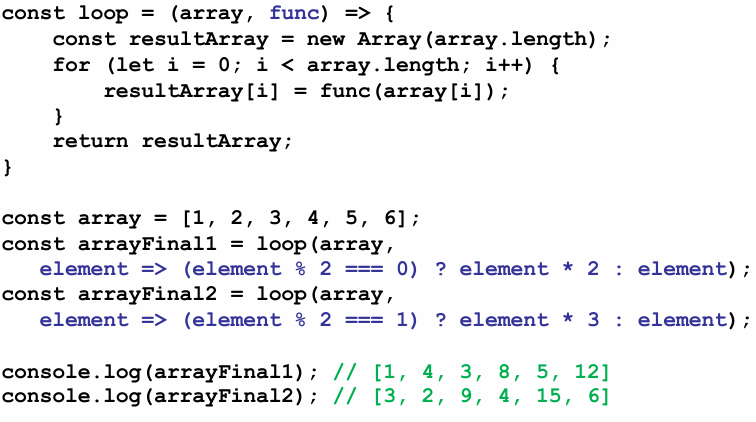 const loop = (array, func) => {
    const resultArray = new Array(array.length);
    for (let i = 0; i < array.length; i++) {
        resultArray[i] = func(array[i]);
    }
    return resultArray;
}

const array = [1, 2, 3, 4, 5, 6];
const arrayFinal1 = loop(array,
   element => (element % 2 === 0) ? element * 2 : element);
const arrayFinal2 = loop(array,
   element => (element % 2 === 1) ? element * 3 : element);

console.log(arrayFinal1); // [1, 4, 3, 8, 5, 12]
console.log(arrayFinal2); // [3, 2, 9, 4, 15, 6]